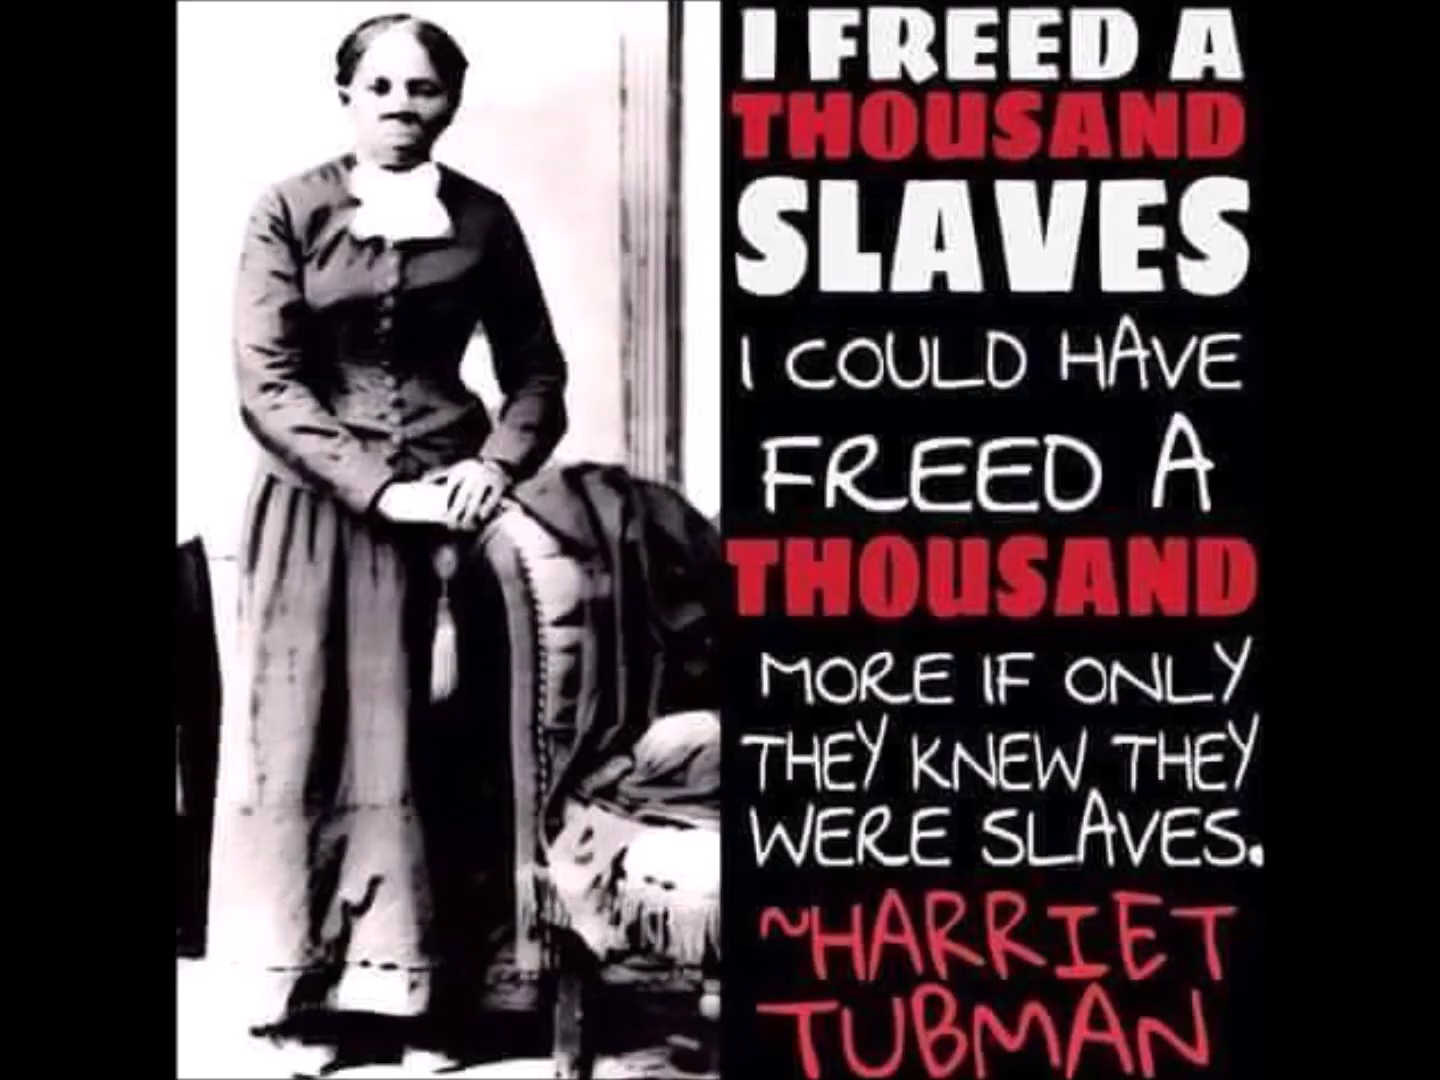 I FREED A
THOUSAND
SLAVES
I COULD HAVE
FREED A
THOUSAND
MORE IF ONLY
THEY KNEW THEY
WERE SLAVES.
~HARRIET
TUBMAN